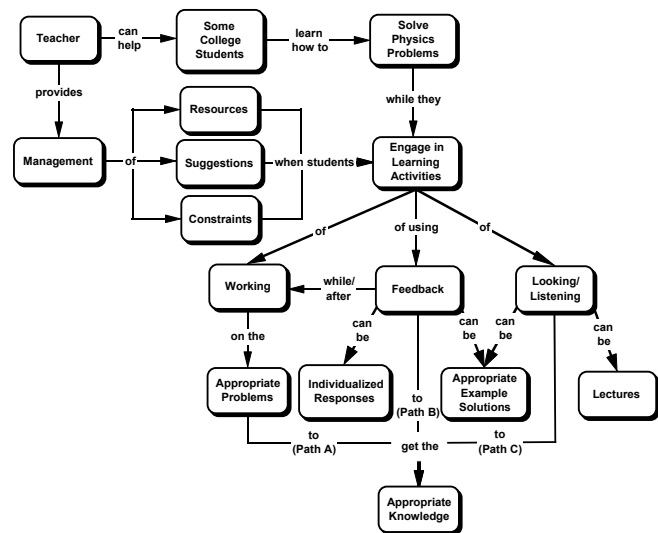 Teacher
can
help
Some
College
Students
learn
how to
Solve
Physics
Problems
provides
while they
Management
of
Resources
Suggestions
Constraints
when students
Engage in
Learning
Activities
of
of using
of
Working
while/
after
Feedback
Looking/
Listening
on the
can
be
can
be
can
be
can
be
Appropriate
Problems
Individualized
Responses
Appropriate
Example
Solutions
Lectures
to
(Path A)
to
(Path B)
get the
to
(Path C)
Appropriate
Knowledge